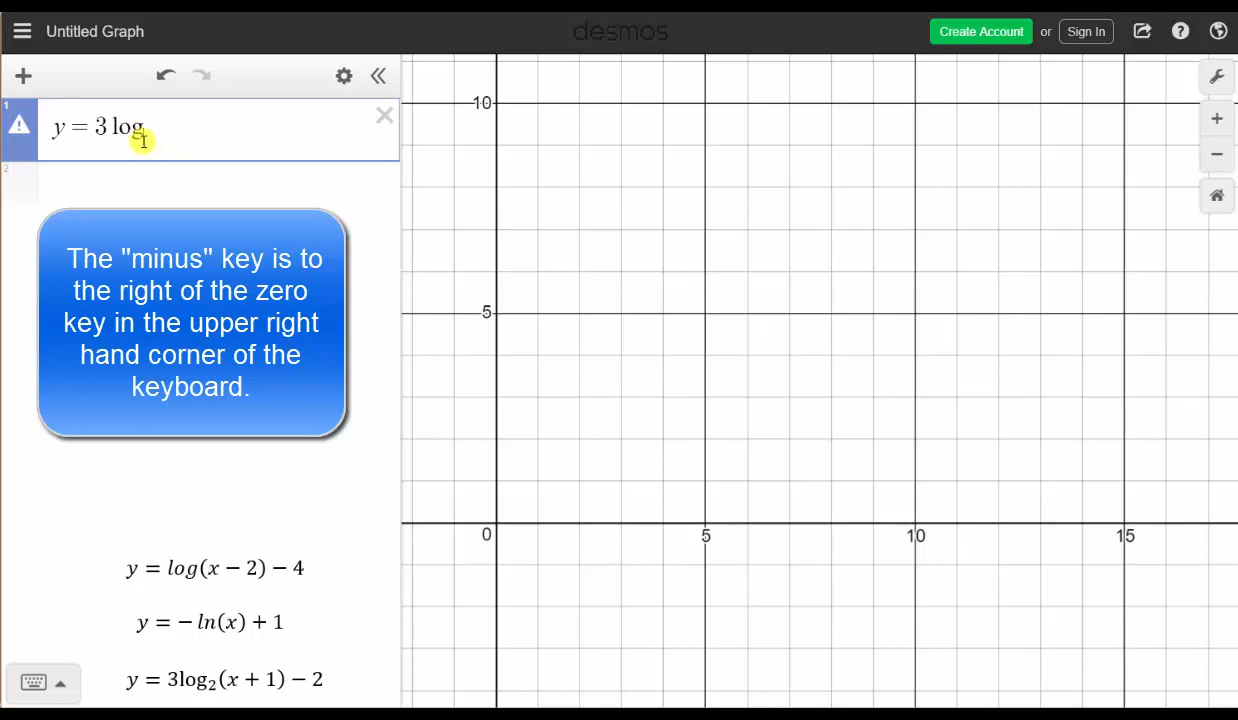 Untitled Graph
desmos
Create Account or Sign In
1
y = 3 log
2
The "minus" key is to
the right of the zero
key in the upper right
hand corner of the
keyboard.
y = log(x − 2) − 4
y = − ln(x) + 1
y = 3log₂(x + 1) − 2
10
5
0
5
10
15